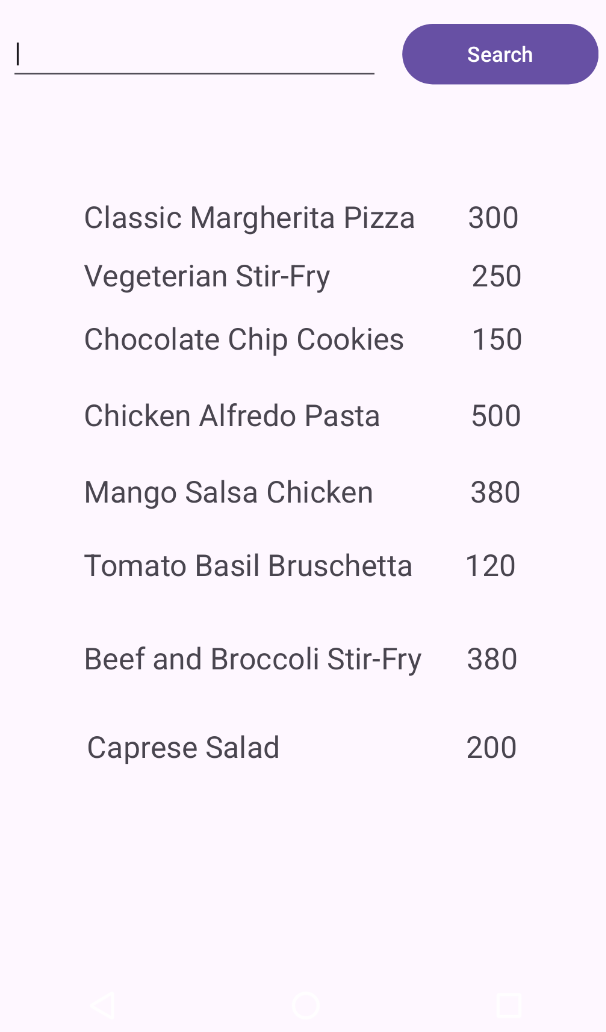 Search
Classic Margherita Pizza 300
Vegeterian Stir-Fry 250
Chocolate Chip Cookies 150
Chicken Alfredo Pasta 500
Mango Salsa Chicken 380
Tomato Basil Bruschetta 120
Beef and Broccoli Stir-Fry 380
Caprese Salad 200